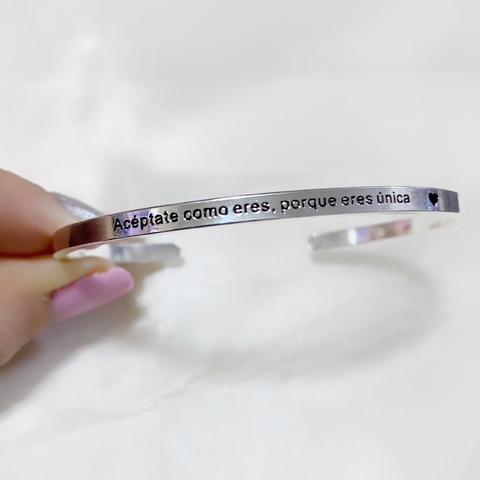 Acéptate como eres, porque eres única ♥